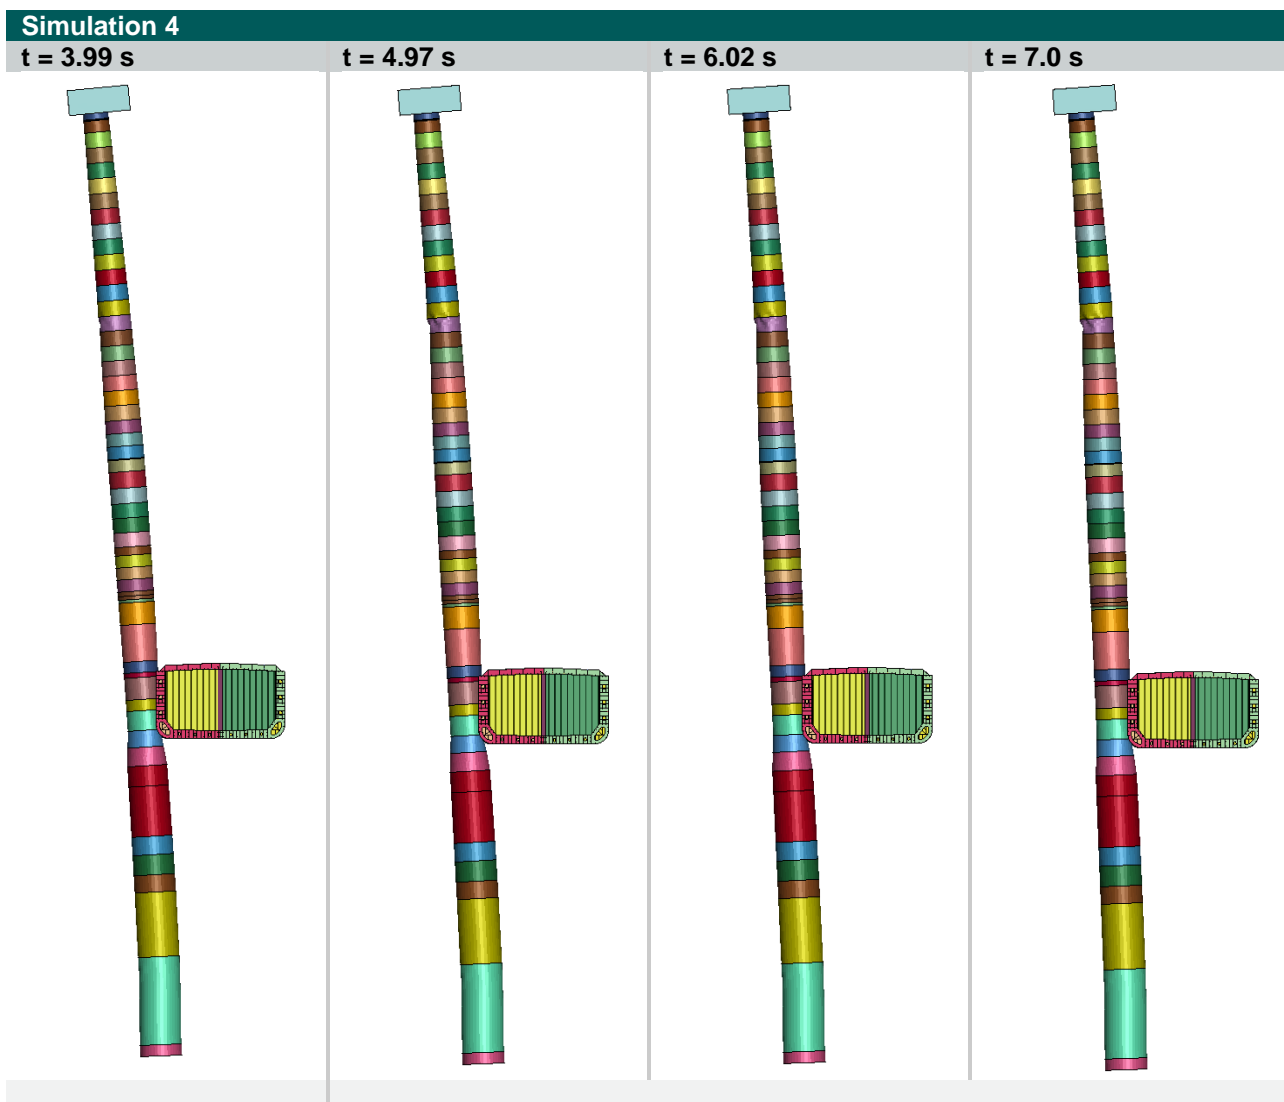 Simulation 4
t = 3.99 s
t = 4.97 s
t = 6.02 s
t = 7.0 s